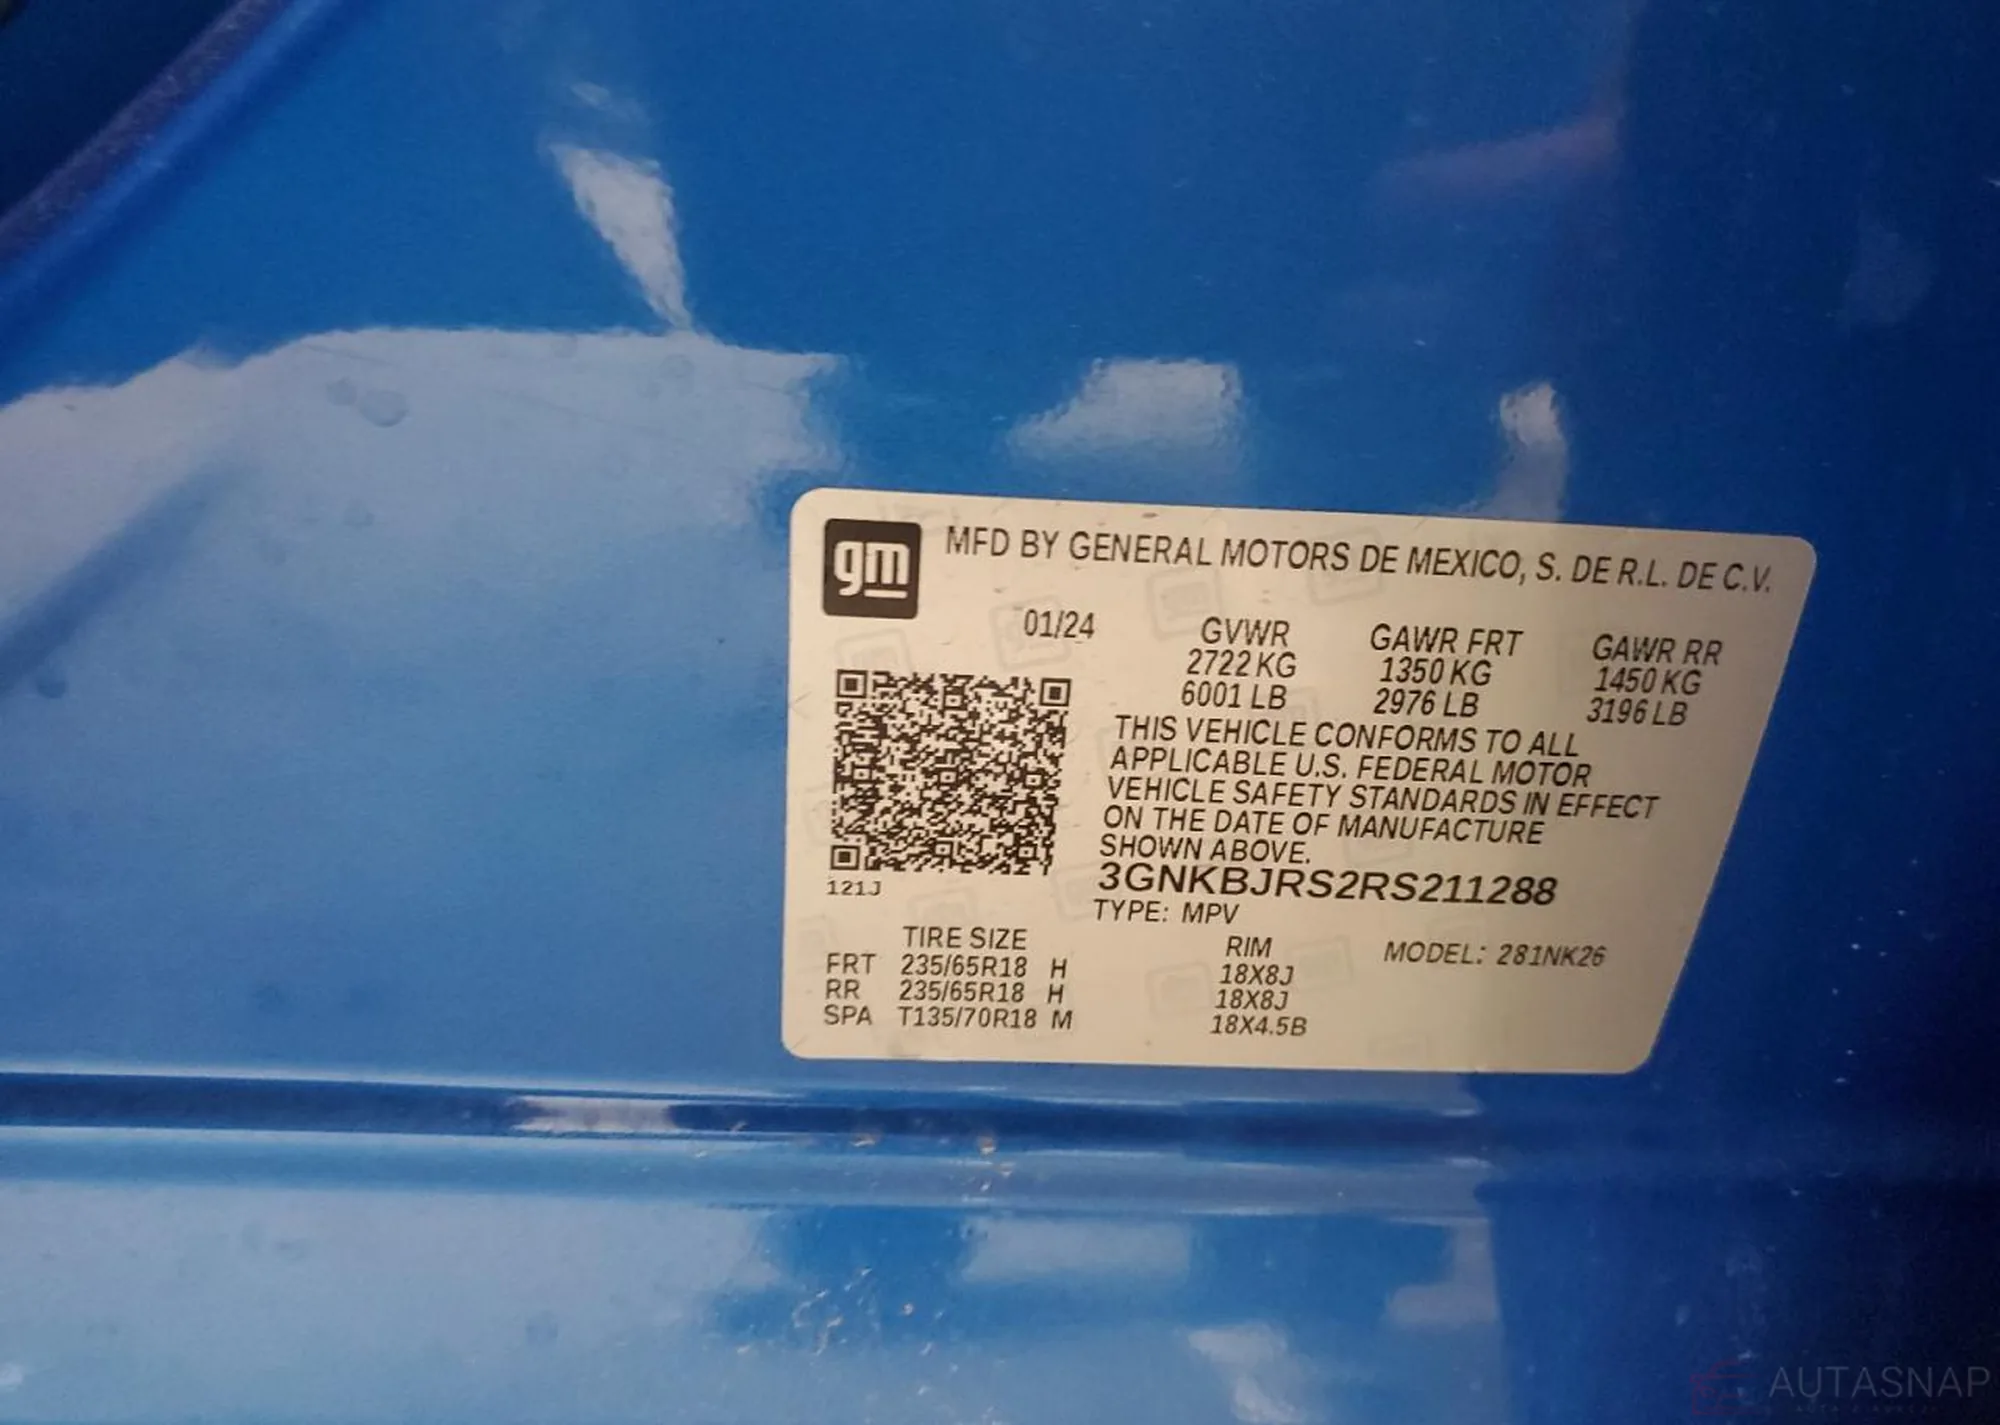 gm
MFD BY GENERAL MOTORS DE MEXICO, S. DE R.L. DE C.V.
01/24 GVWR GAWR FRT GAWR RR
2722 KG 1350 KG 1450 KG
6001 LB 2976 LB 3196 LB
THIS VEHICLE CONFORMS TO ALL
APPLICABLE U.S. FEDERAL MOTOR
VEHICLE SAFETY STANDARDS IN EFFECT
ON THE DATE OF MANUFACTURE
SHOWN ABOVE.
3GNKBJRS2RS211288
121J
TYPE: MPV
TIRE SIZE RIM MODEL: 281NK26
FRT 235/65R18 H 18X8J
RR 235/65R18 H 18X8J
SPA T135/70R18 M 18X4.5B
AUTASNAP